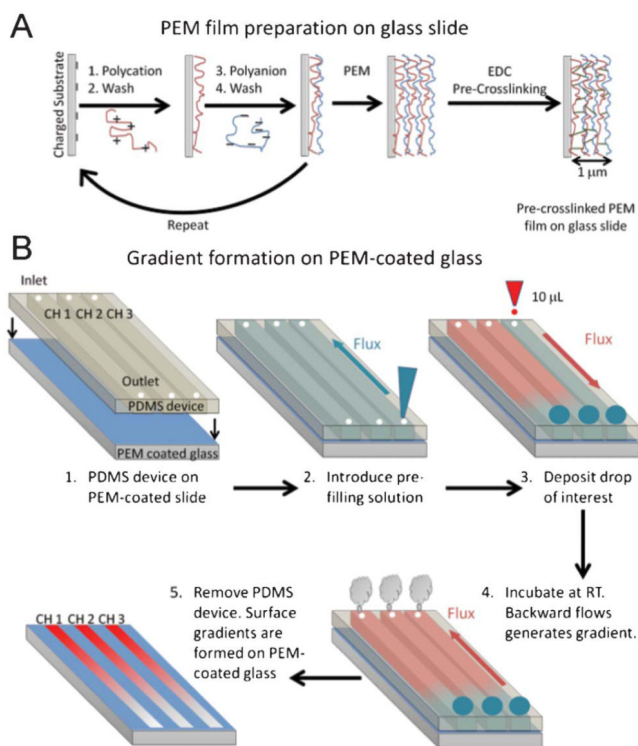 A
PEM film preparation on glass slide
Charged Substrate
1. Polycation
2. Wash
3. Polyanion
4. Wash
PEM
EDC
Pre-Crosslinking
1 μm
Repeat
Pre-crosslinked PEM
film on glass slide
B
Gradient formation on PEM-coated glass
Inlet
CH 1 CH 2 CH 3
Outlet
PDMS device
PEM coated glass
Flux
10 μL
Flux
1. PDMS device on
PEM-coated slide
2. Introduce pre-
filling solution
3. Deposit drop
of interest
CH 1 CH 2 CH 3
5. Remove PDMS
device. Surface
gradients are
formed on PEM-
coated glass
Flux
4. Incubate at RT.
Backward flows
generates gradient.